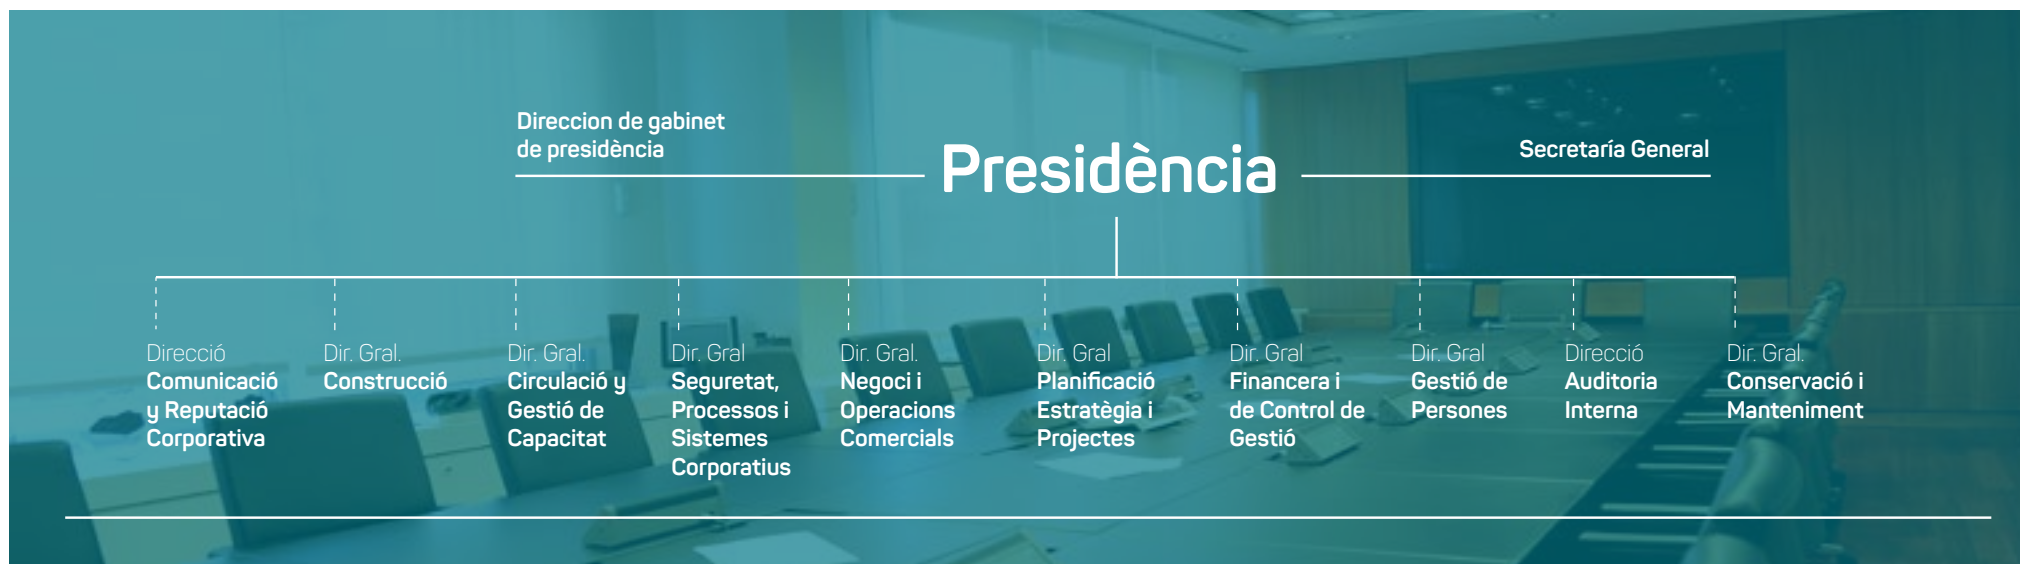 Direccion de gabinet
de presidència
Presidència
Secretaría General
Direcció
Comunicació
y Reputació
Corporativa
Dir. Gral.
Construcció
Dir. Gral.
Circulació y
Gestió de
Capacitat
Dir. Gral
Seguretat,
Processos i
Sistemes
Corporatius
Dir. Gral.
Negoci i
Operacions
Comercials
Dir. Gral
Planificació
Estratègia i
Projectes
Dir. Gral
Financera i
de Control de
Gestió
Dir. Gral
Gestió de
Persones
Direcció
Auditoria
Interna
Dir. Gral.
Conservació i
Manteniment